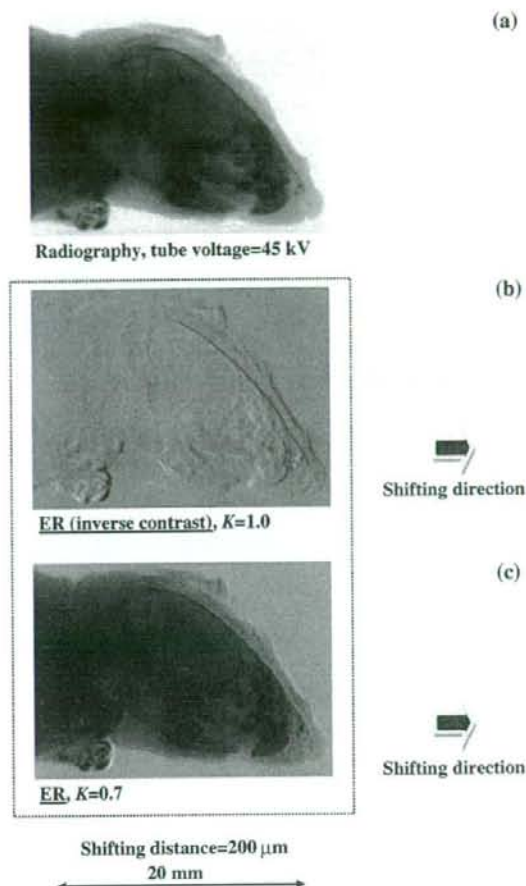 (a)
Radiography, tube voltage=45 kV
(b)
Shifting direction
ER (inverse contrast), K=1.0
(c)
Shifting direction
ER, K=0.7
Shifting distance=200 μm
20 mm